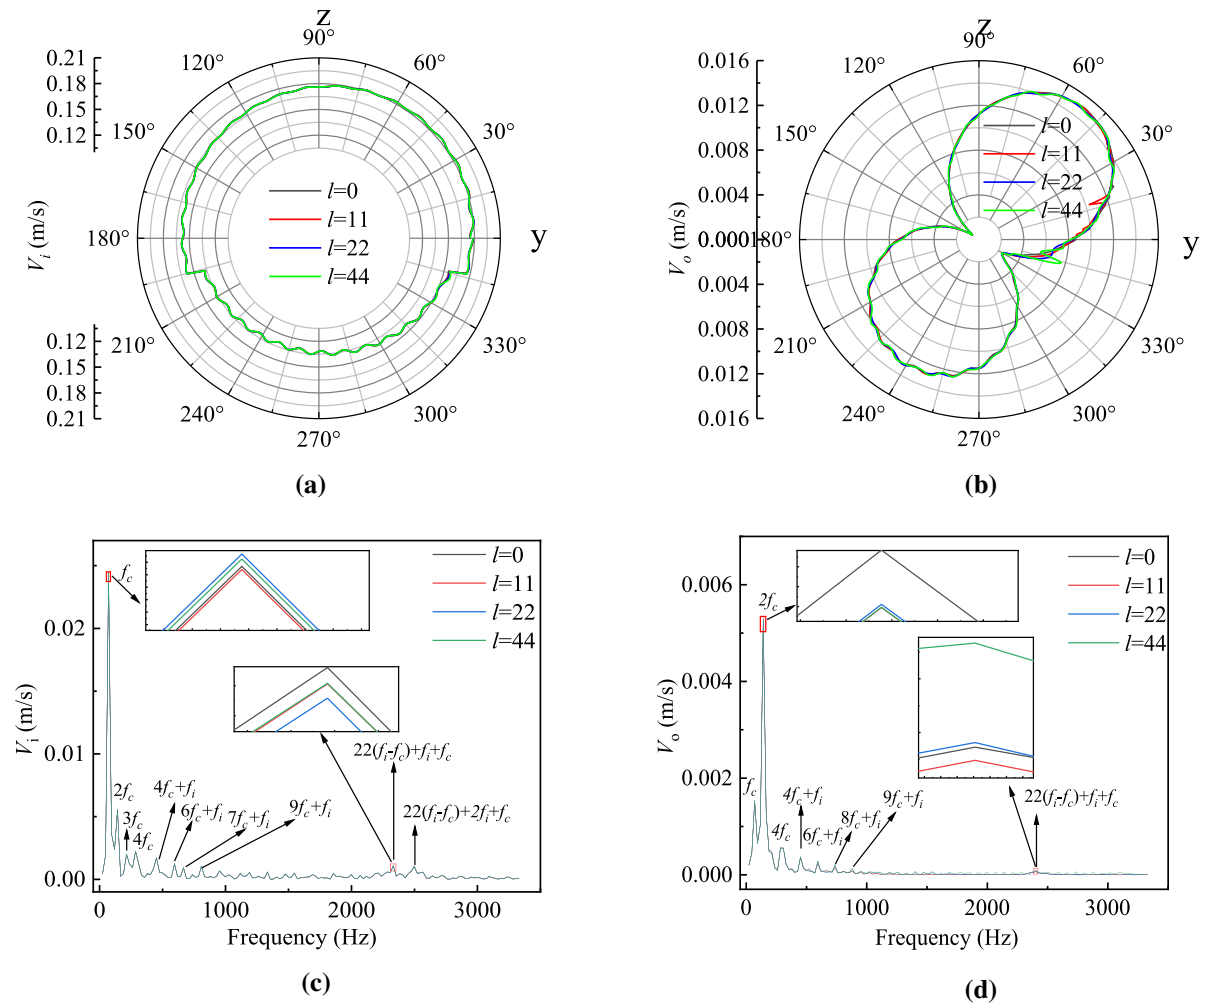 z
90°
120°
60°
150°
30°
180°
y
210°
330°
240°
300°
270°
0.21
0.18
0.15
0.12
0.12
0.15
0.18
0.21
V_i (m/s)
l=0
l=11
l=22
l=44
(a)
z
90°
120°
60°
150°
30°
180°
y
210°
330°
240°
300°
270°
0.016
0.012
0.008
0.004
0.000
0.004
0.008
0.012
0.016
V_o (m/s)
l=0
l=11
l=22
l=44
(b)
f_c
l=0
l=11
l=22
l=44
0.02
0.01
0.00
V_i (m/s)
22(f_i-f_c)+f_i+f_c
2f_c
3f_c
4f_c
4f_c+f_i
6f_c+f_i
7f_c+f_i
9f_c+f_i
22(f_i-f_c)+2f_i+f_c
0
1000
2000
3000
Frequency (Hz)
(c)
2f_c
l=0
l=11
l=22
l=44
0.006
0.004
0.002
0.000
V_o (m/s)
f_c
4f_c
4f_c+f_i
6f_c+f_i
8f_c+f_i
9f_c+f_i
22(f_i-f_c)+f_i+f_c
0
1000
2000
3000
Frequency (Hz)
(d)